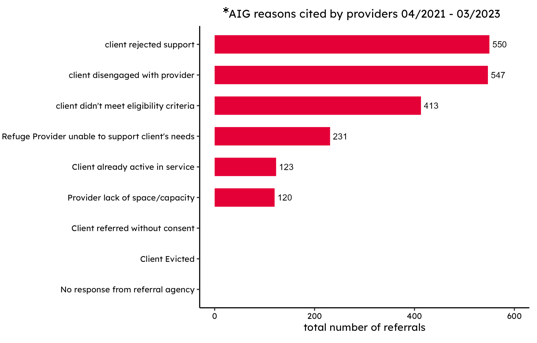 *AIG reasons cited by providers 04/2021 - 03/2023
client rejected support 550
client disengaged with provider 547
client didn't meet eligibility criteria 413
Refuge Provider unable to support client's needs 231
Client already active in service 123
Provider lack of space/capacity 120
Client referred without consent
Client Evicted
No response from referral agency
0 200 400 600
total number of referrals